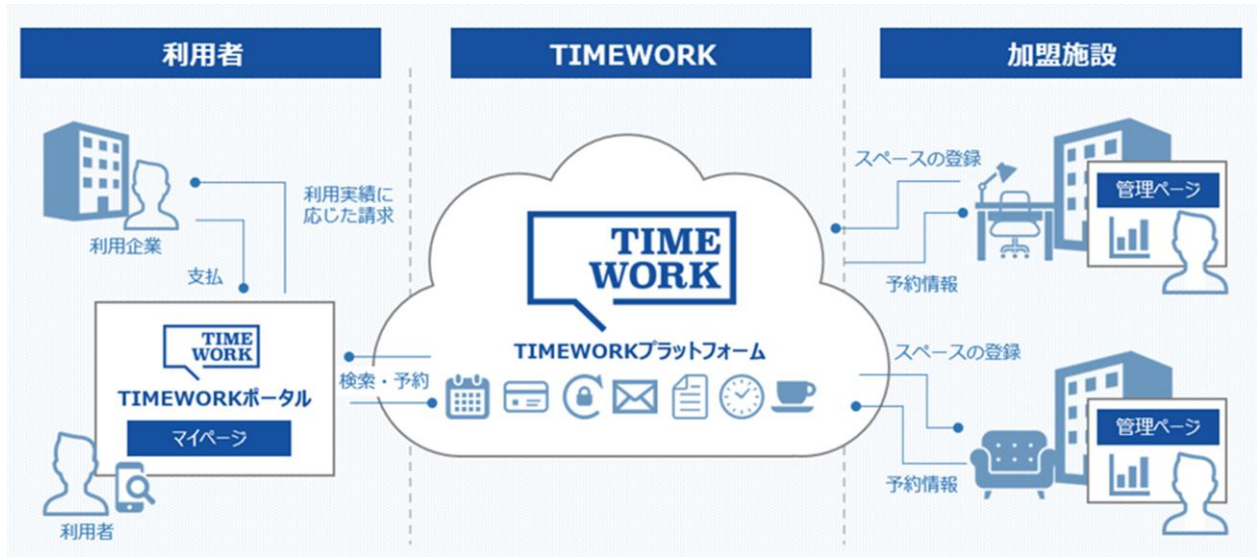 利用者
TIMEWORK
加盟施設
利用企業
利用実績に
応じた請求
支払
TIME
WORK
TIMEWORKポータル
マイページ
利用者
検索・予約
TIME
WORK
TIMEWORKプラットフォーム
スペースの登録
管理ページ
予約情報
スペースの登録
管理ページ
予約情報